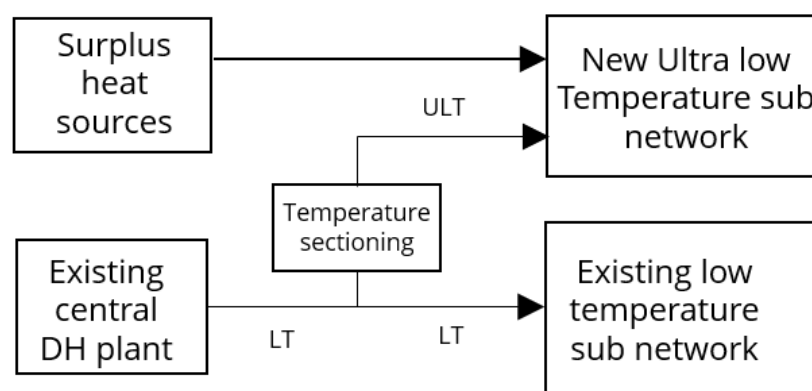 Surplus
heat
sources
New Ultra low
Temperature sub
network
ULT
Temperature
sectioning
Existing
central
DH plant
LT
LT
Existing low
temperature
sub network